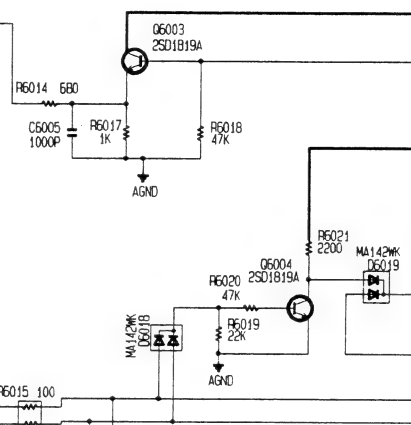 Q6003
2SD1819A
R6014 680
C6005
1000P
R6017
1K
R6018
47K
AGND
R6021
2200
MA142WK
D6019
Q6004
2SD1819A
R6020
47K
MA142WK
D6018
R6019
22K
AGND
R6015 100